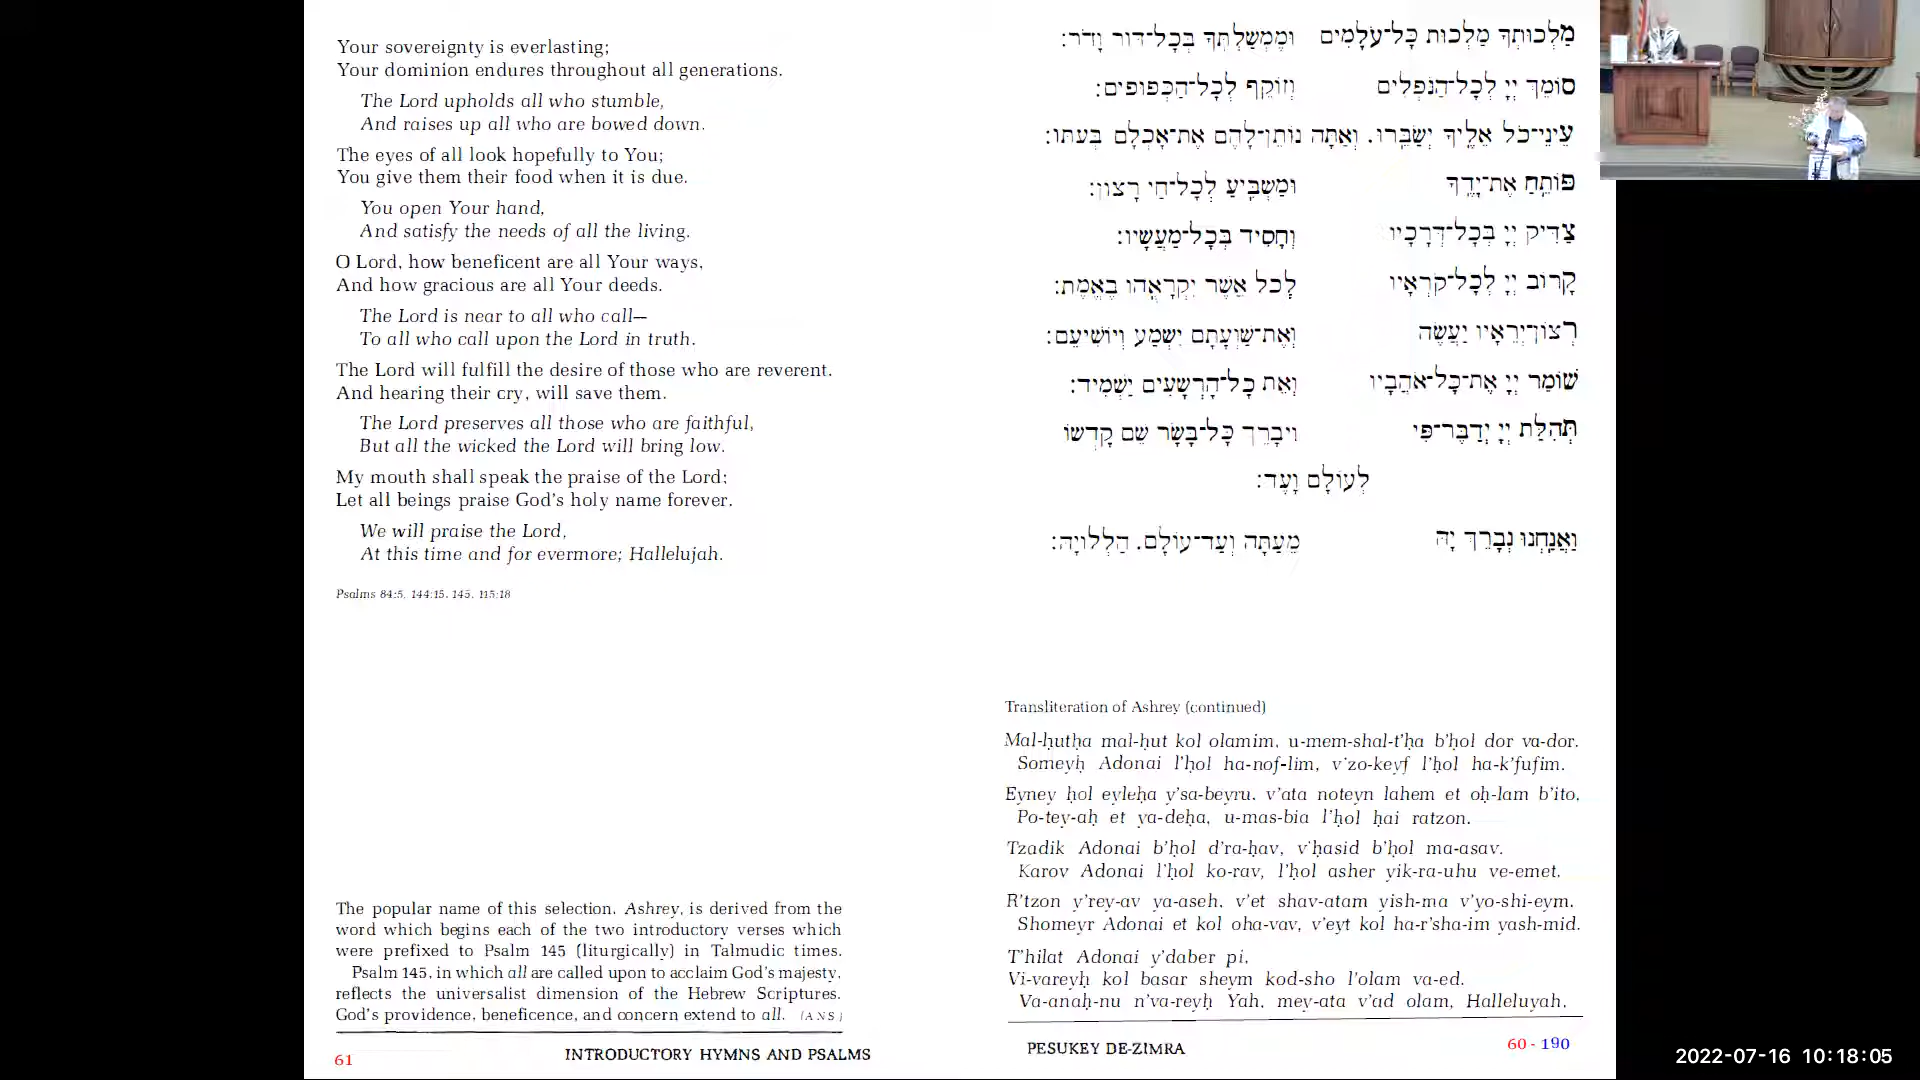 Your sovereignty is everlasting;
Your dominion endures throughout all generations.
The Lord upholds all who stumble,
And raises up all who are bowed down.
The eyes of all look hopefully to You;
You give them their food when it is due.
You open Your hand,
And satisfy the needs of all the living.
O Lord, how beneficent are all Your ways,
And how gracious are all Your deeds.
The Lord is near to all who call—
To all who call upon the Lord in truth.
The Lord will fulfill the desire of those who are reverent.
And hearing their cry, will save them.
The Lord preserves all those who are faithful,
But all the wicked the Lord will bring low.
My mouth shall speak the praise of the Lord;
Let all beings praise God's holy name forever.
We will praise the Lord,
At this time and for evermore; Hallelujah.
Psalms 84:5, 144:15, 145, 115:18
The popular name of this selection, Ashrey, is derived from the
word which begins each of the two introductory verses which
were prefixed to Psalm 145 (liturgically) in Talmudic times.
Psalm 145, in which all are called upon to acclaim God's majesty,
reflects the universalist dimension of the Hebrew Scriptures.
God's providence, beneficence, and concern extend to all. (ANS)
61 INTRODUCTORY HYMNS AND PSALMS
מַלְכוּתְךָ מַלְכוּת כָּל־עֹלָמִים וּמֶמְשַׁלְתְּךָ בְּכָל־דּוֹר וָדֹר:
סוֹמֵךְ יְיָ לְכָל־הַנֹּפְלִים וְזוֹקֵף לְכָל־הַכְּפוּפִים:
עֵינֵי־כֹל אֵלֶיךָ יְשַׂבֵּרוּ. וְאַתָּה נוֹתֵן־לָהֶם אֶת־אָכְלָם בְּעִתּוֹ:
פּוֹתֵחַ אֶת־יָדֶךָ וּמַשְׂבִּיעַ לְכָל־חַי רָצוֹן:
צַדִּיק יְיָ בְּכָל־דְּרָכָיו וְחָסִיד בְּכָל־מַעֲשָׂיו:
קָרוֹב יְיָ לְכָל־קֹרְאָיו לְכֹל אֲשֶׁר יִקְרָאֻהוּ בֶאֱמֶת:
רְצוֹן־יְרֵאָיו יַעֲשֶׂה וְאֶת־שַׁוְעָתָם יִשְׁמַע וְיוֹשִׁיעֵם:
שׁוֹמֵר יְיָ אֶת־כָּל־אֹהֲבָיו וְאֵת כָּל־הָרְשָׁעִים יַשְׁמִיד:
תְּהִלַּת יְיָ יְדַבֶּר־פִּי וִיבָרֵךְ כָּל־בָּשָׂר שֵׁם קָדְשׁוֹ
לְעוֹלָם וָעֶד:
וַאֲנַחְנוּ נְבָרֵךְ יָהּ מֵעַתָּה וְעַד־עוֹלָם. הַלְלוּיָהּ:
Transliteration of Ashrey (continued)
Mal-ḥutḥa mal-ḥut kol olamim, u-mem-shal-t'ḥa b'ḥol dor va-dor.
Someyḥ Adonai l'ḥol ha-nof-lim, v'zo-keyf l'ḥol ha-k'fufim.
Eyney ḥol eyleḥa y'sa-beyru, v'ata noteyn lahem et oḥ-lam b'ito,
Po-tey-aḥ et ya-deḥa, u-mas-bia l'ḥol ḥai ratzon.
Tzadik Adonai b'ḥol d'ra-ḥav, v'ḥasid b'ḥol ma-asav.
Karov Adonai l'ḥol ko-rav, l'ḥol asher yik-ra-uhu ve-emet.
R'tzon y'rey-av ya-aseh, v'et shav-atam yish-ma v'yo-shi-eym.
Shomeyr Adonai et kol oha-vav, v'eyt kol ha-r'sha-im yash-mid.
T'hilat Adonai y'daber pi,
Vi-vareyḥ kol basar sheym kod-sho l'olam va-ed.
Va-anaḥ-nu n'va-reyḥ Yah, mey-ata v'ad olam, Halleluyah.
PESUKEY DE-ZIMRA 60 - 190
2022-07-16 10:18:05